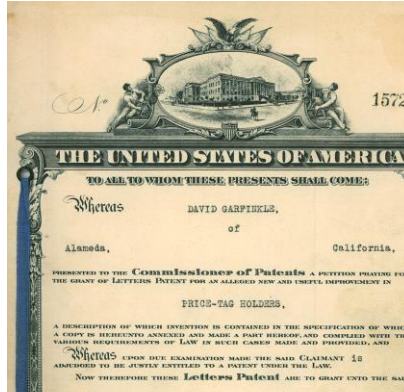 No 1572
THE UNITED STATES OF AMERICA
TO ALL TO WHOM THESE PRESENTS SHALL COME:
Whereas DAVID GARFINKLE,
of
Alameda, California,
PRESENTED TO THE Commissioner of Patents A PETITION PRAYING FO
THE GRANT OF LETTERS PATENT FOR AN ALLEGED NEW AND USEFUL IMPROVEMENT IN
PRICE-TAG HOLDERS,
A DESCRIPTION OF WHICH INVENTION IS CONTAINED IN THE SPECIFICATION OF WHIC
A COPY IS HEREUNTO ANNEXED AND MADE A PART HEREOF, AND COMPLIED WITH TH
VARIOUS REQUIREMENTS OF LAW IN SUCH CASES MADE AND PROVIDED, AND
Whereas UPON DUE EXAMINATION MADE THE SAID CLAIMANT is
ADJUDGED TO BE JUSTLY ENTITLED TO A PATENT UNDER THE LAW.
NOW THEREFORE THESE Letters Patent ARE TO GRANT UNTO THE SAI